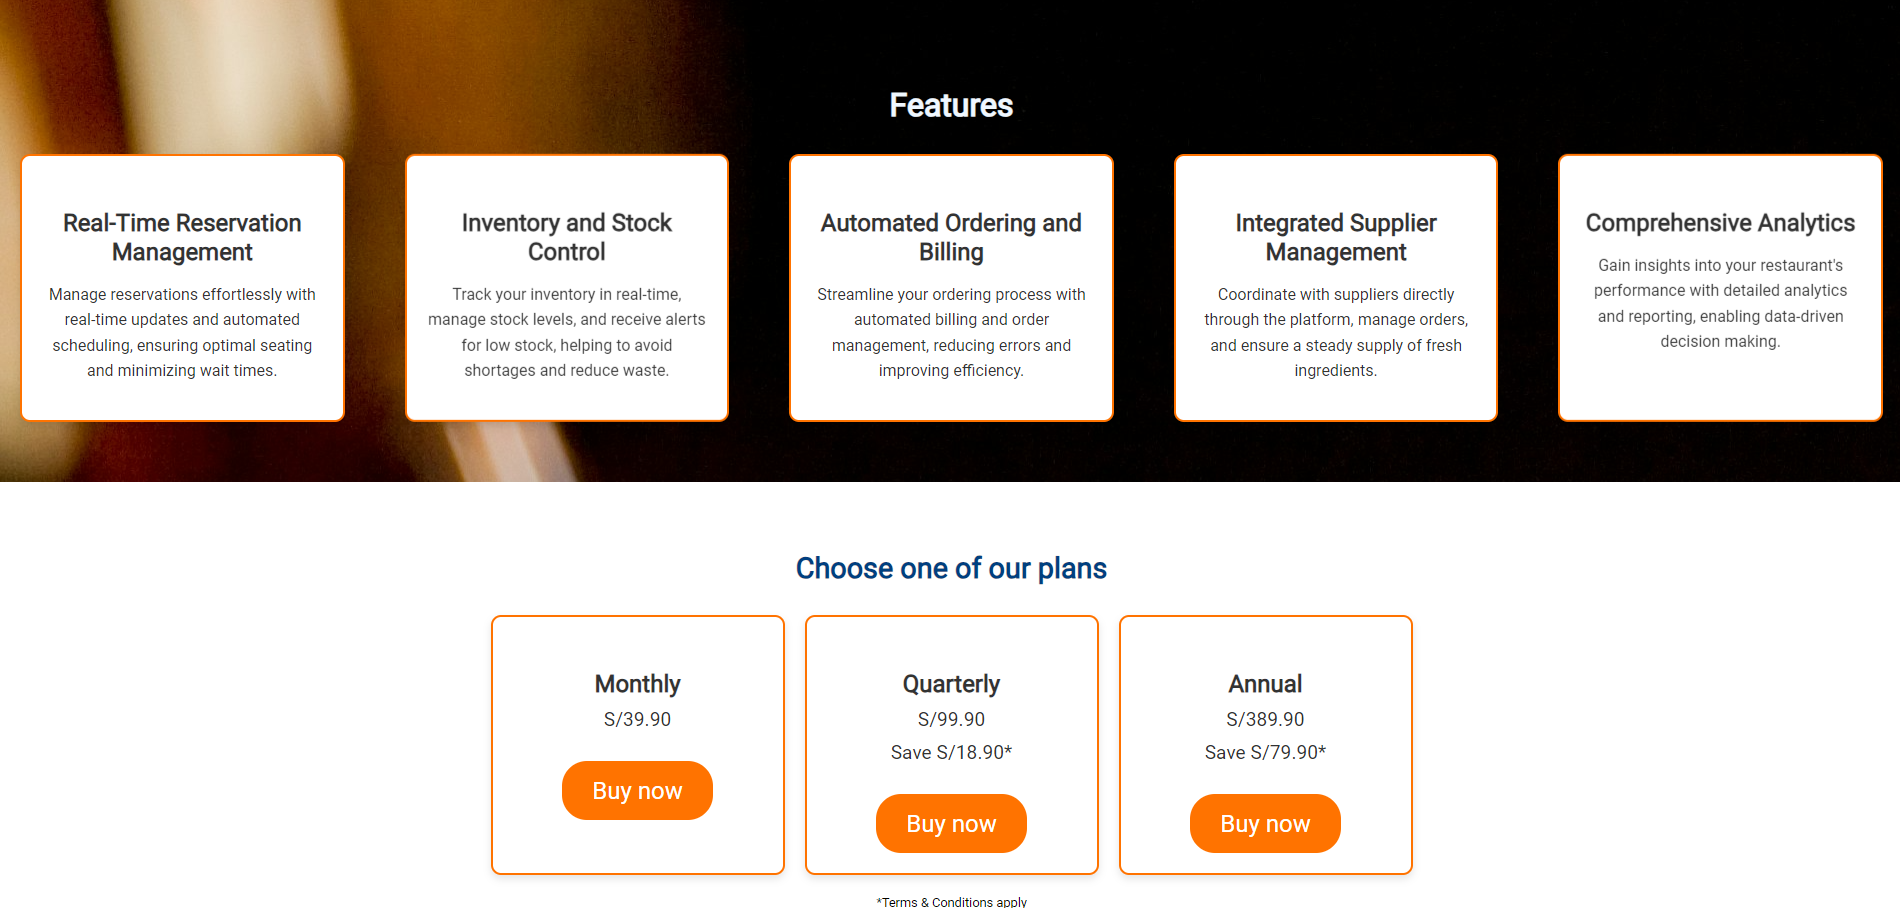 Features
Real-Time Reservation
Management
Manage reservations effortlessly with
real-time updates and automated
scheduling, ensuring optimal seating
and minimizing wait times.
Inventory and Stock
Control
Track your inventory in real-time,
manage stock levels, and receive alerts
for low stock, helping to avoid
shortages and reduce waste.
Automated Ordering and
Billing
Streamline your ordering process with
automated billing and order
management, reducing errors and
improving efficiency.
Integrated Supplier
Management
Coordinate with suppliers directly
through the platform, manage orders,
and ensure a steady supply of fresh
ingredients.
Comprehensive Analytics
Gain insights into your restaurant's
performance with detailed analytics
and reporting, enabling data-driven
decision making.
Choose one of our plans
Monthly
S/39.90
Buy now
Quarterly
S/99.90
Save S/18.90*
Buy now
Annual
S/389.90
Save S/79.90*
Buy now
*Terms & Conditions apply